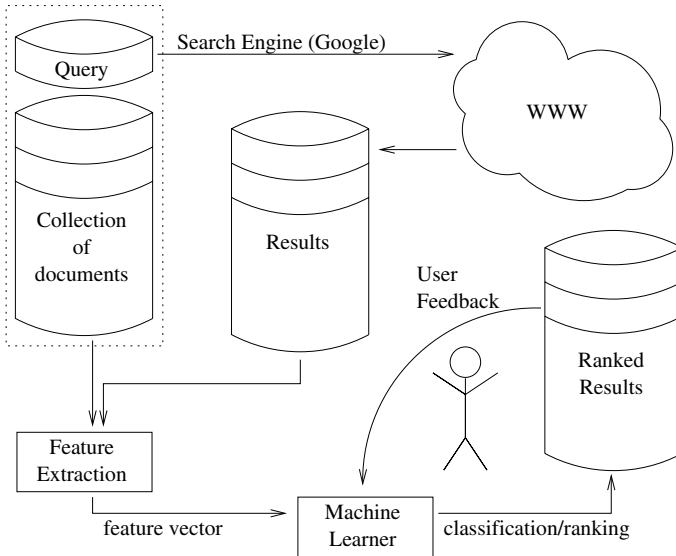 Search Engine (Google)
Query
WWW
Collection
of
documents
Results
User
Feedback
Ranked
Results
Feature
Extraction
feature vector
Machine
Learner
classification/ranking